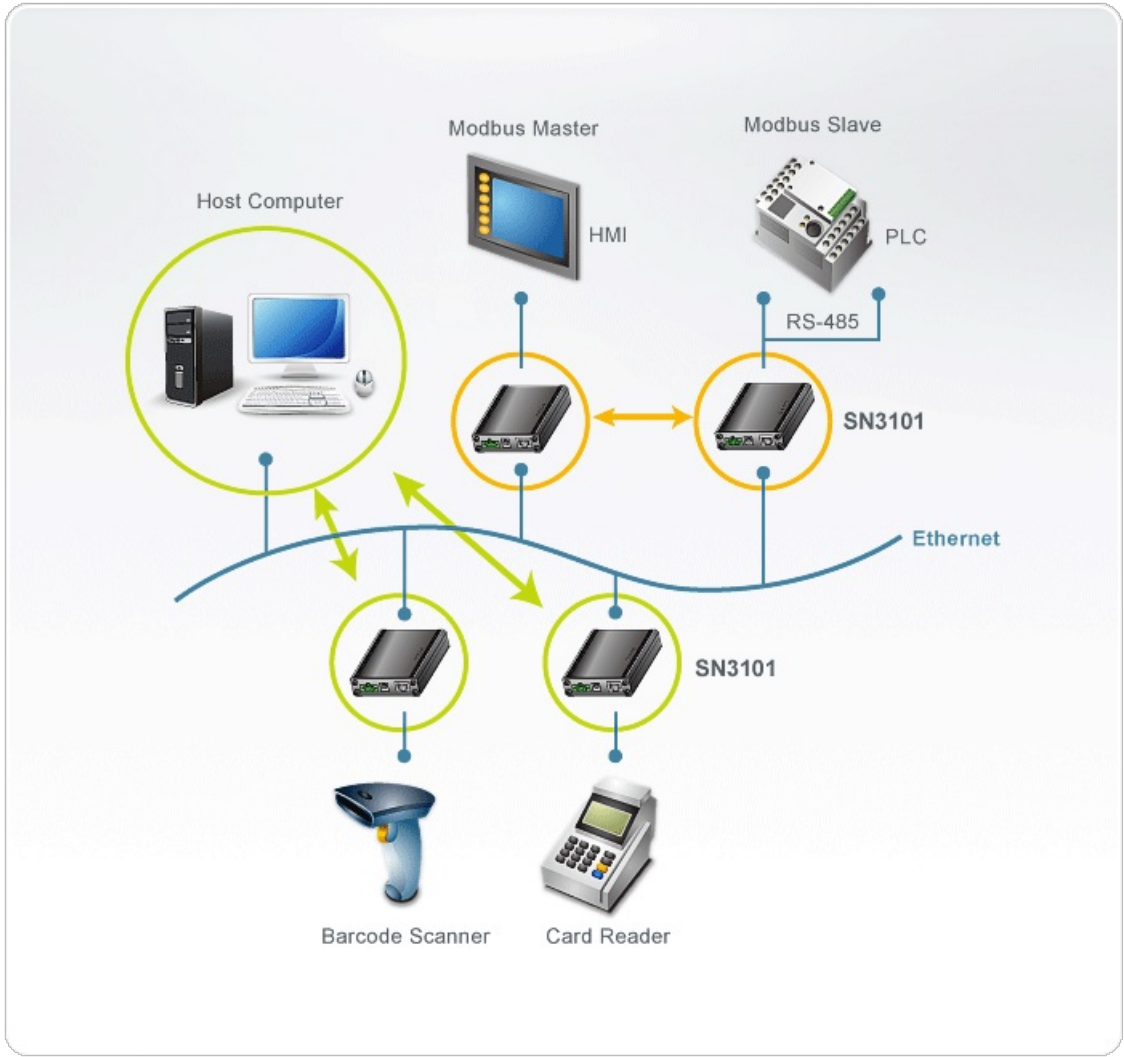 Modbus Master
Modbus Slave
Host Computer
HMI
PLC
RS-485
SN3101
Ethernet
SN3101
Barcode Scanner
Card Reader